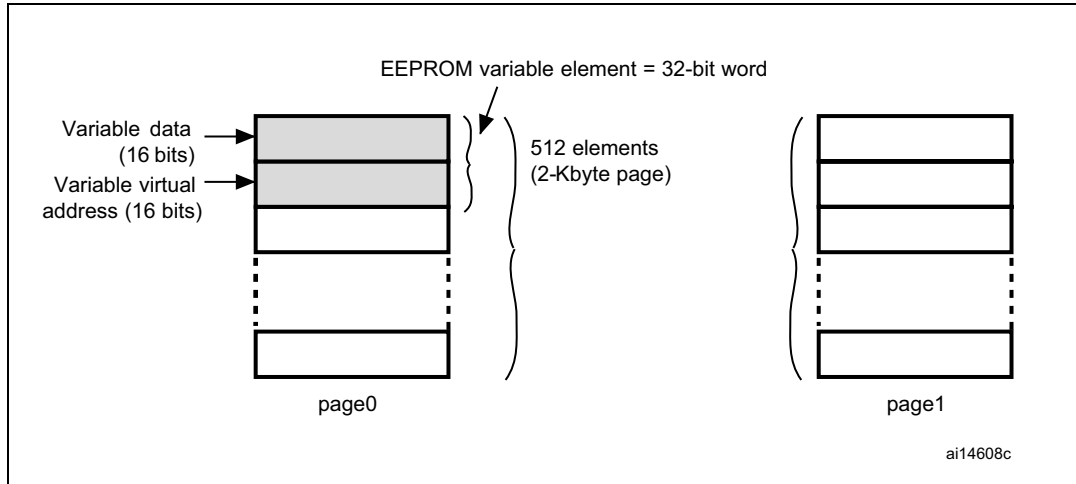 EEPROM variable element = 32-bit word
Variable data
(16 bits)
Variable virtual
address (16 bits)
512 elements
(2-Kbyte page)
page0
page1
ai14608c